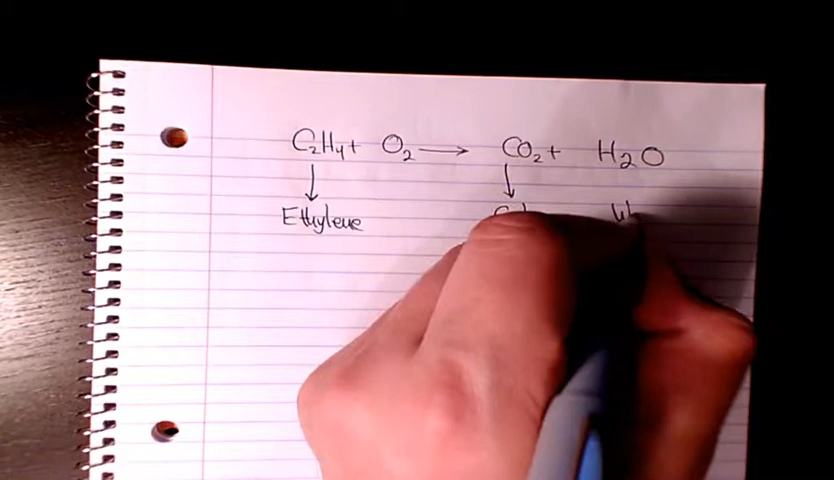 C₂H₄ + O₂ → CO₂ + H₂O
Ethylene